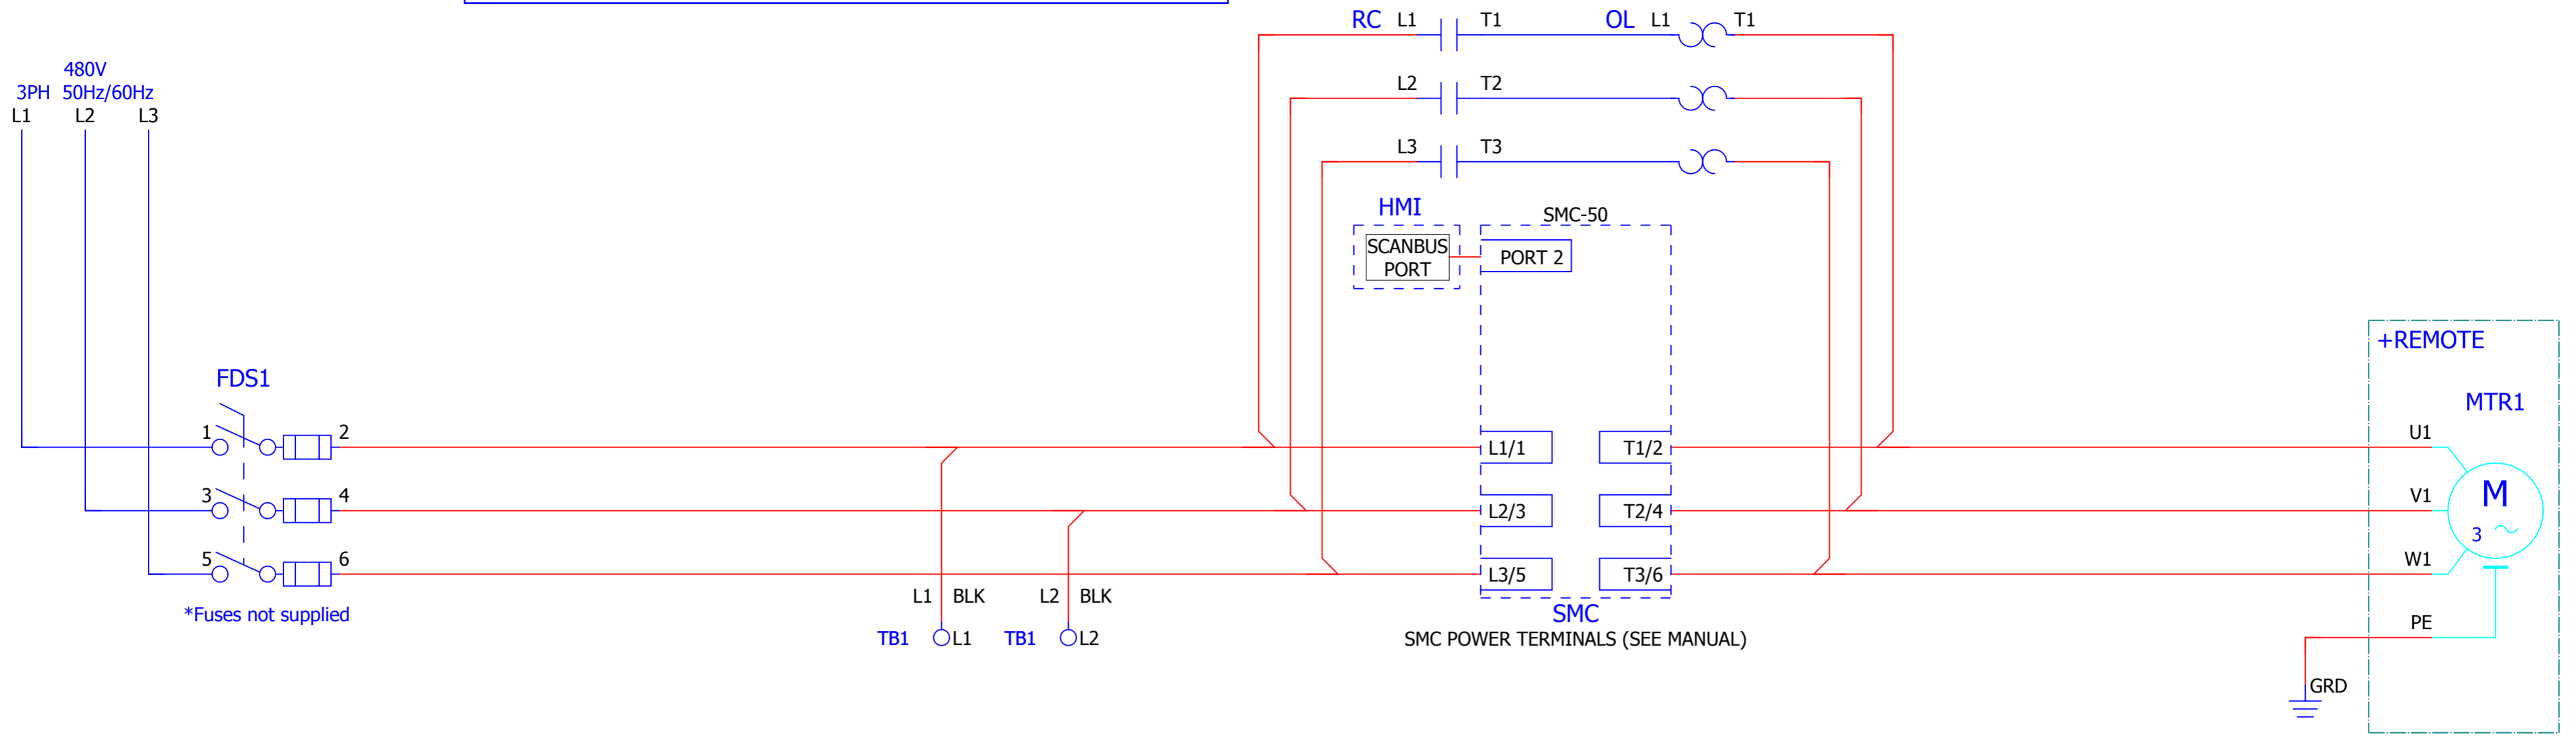 RC L1 T1 OL L1 T1
L2 T2
L3 T3
480V
3PH 50Hz/60Hz
L1 L2 L3
HMI
SCANBUS
PORT
SMC-50
PORT 2
+REMOTE
MTR1
FDS1
1 2
3 4
5 6
*Fuses not supplied
L1/1 T1/2
L2/3 T2/4
L3/5 T3/6
U1
V1
W1
PE
M
3
L1 BLK L2 BLK
TB1 L1 TB1 L2
SMC
SMC POWER TERMINALS (SEE MANUAL)
GRD